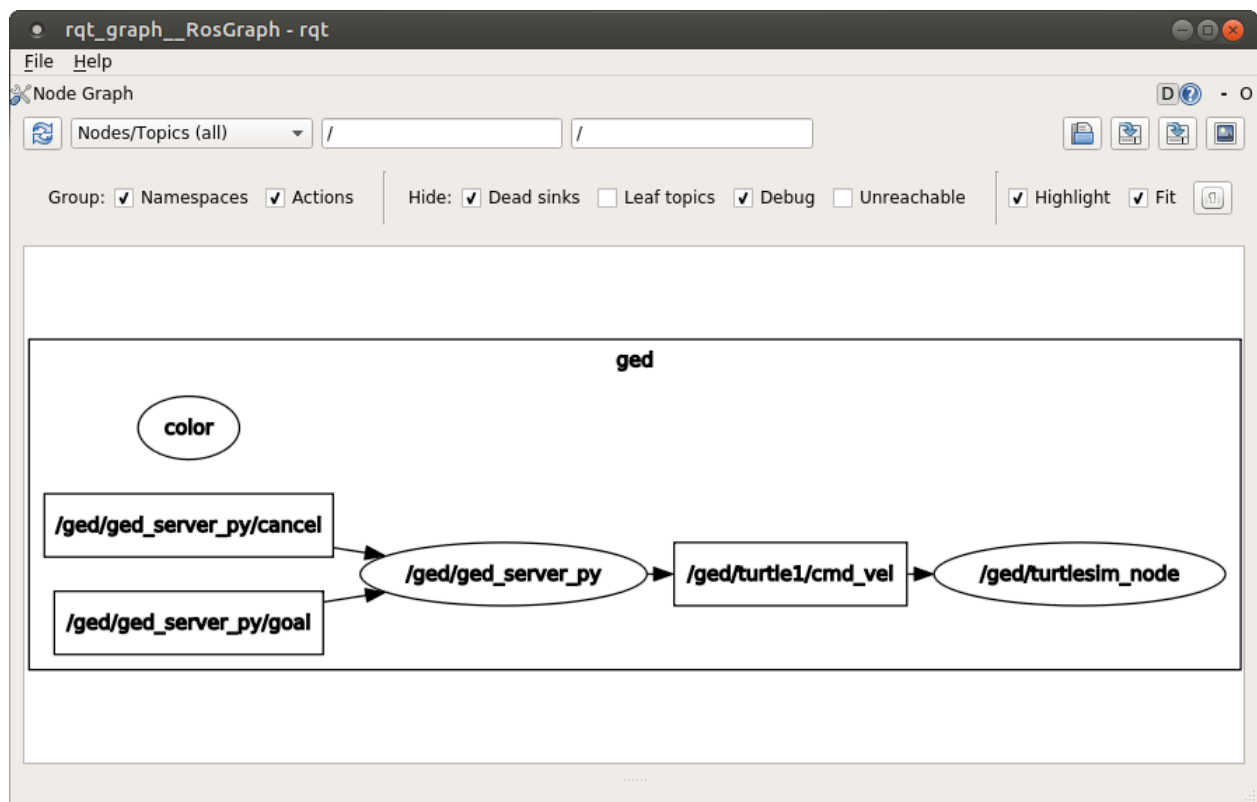 rqt_graph__RosGraph - rqt
File Help
Node Graph D ? - O
Nodes/Topics (all) / /
Group: Namespaces Actions Hide: Dead sinks Leaf topics Debug Unreachable Highlight Fit
ged
color
/ged/ged_server_py/cancel
/ged/ged_server_py /ged/turtle1/cmd_vel /ged/turtlesim_node
/ged/ged_server_py/goal